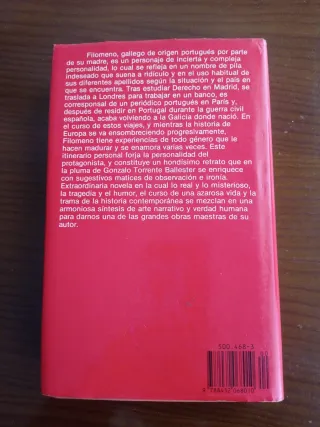 Filomeno, gallego de origen portugués por parte
de su madre, es un personaje de incierta y compleja
personalidad, lo cual se refleja en un nombre de pila
indeseado que suena a ridículo y en el uso habitual de
sus diferentes apellidos según la situación y el país en
que se encuentra. Tras estudiar Derecho en Madrid, se
traslada a Londres para trabajar en un banco, es
corresponsal de un periódico portugués en París y,
después de residir en Portugal durante la guerra civil
española, acaba volviendo a la Galicia donde nació. En
el curso de estos viajes, y mientras la historia de
Europa se va ensombreciendo progresivamente,
Filomeno tiene experiencias de todo género que le
hacen madurar y se enamora varias veces. Este
itinerario personal forja la personalidad del
protagonista, y constituye un hondísimo retrato que en
la pluma de Gonzalo Torrente Ballester se enriquece
con sugestivos matices de observación e ironía.
Extraordinaria novela en la cual lo real y lo misterioso,
la tragedia y el humor, el curso de una azarosa vida y la
trama de la historia contemporánea se mezclan en una
armoniosa síntesis de arte narrativo y verdad humana
para darnos una de las grandes obras maestras de su
autor.
500.468-3